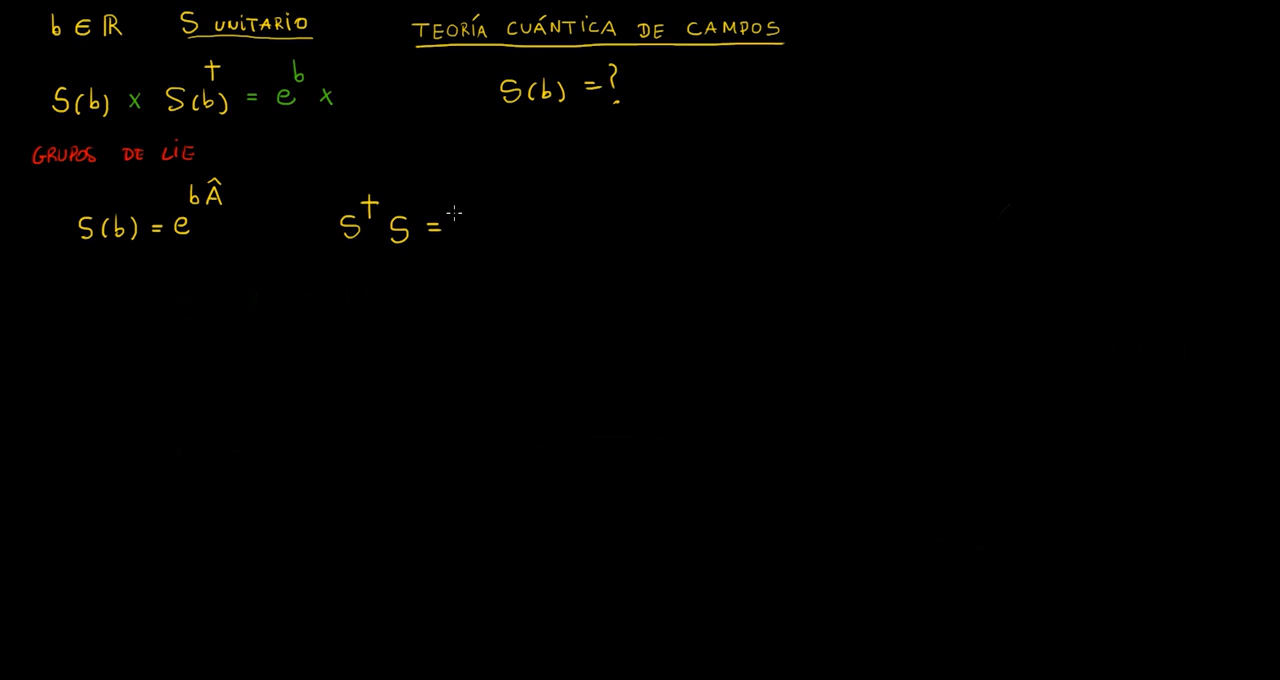 b ∈ ℝ S UNITARIO
TEORÍA CUÁNTICA DE CAMPOS
S(b) x S(b)† = e^b x
S(b) = ?
GRUPOS DE LIE
S(b) = e^{bÂ}
S† S =